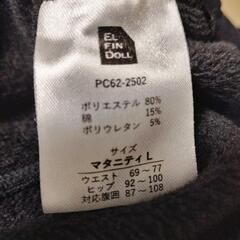 EL
FIN
DOLL
PC62-2502
ポリエステル 80%
綿 15%
ポリウレタン 5%
サイズ
マタニティL
ウエスト 69～77
ヒップ 92～100
対応腹囲 87～108